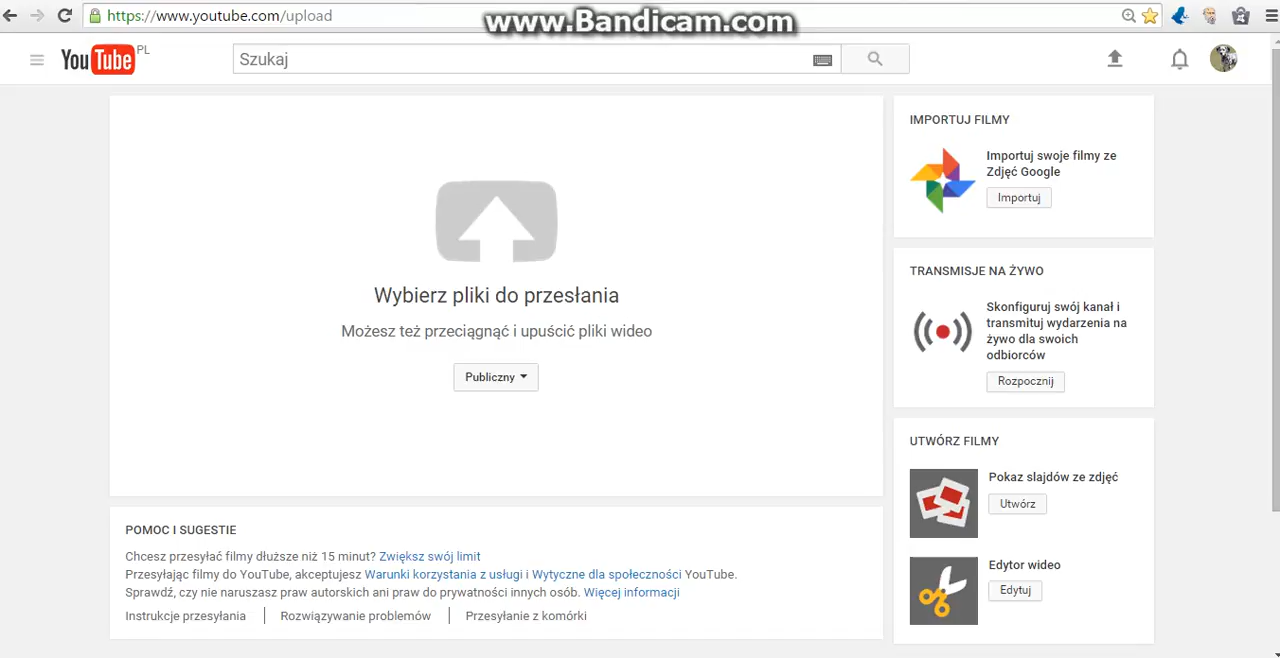 https://www.youtube.com/upload
www.Bandicam.com
YouTube PL
Szukaj
Wybierz pliki do przesłania
Możesz też przeciągnąć i upuścić pliki wideo
Publiczny
POMOC I SUGESTIE
Chcesz przesyłać filmy dłuższe niż 15 minut? Zwiększ swój limit
Przesyłając filmy do YouTube, akceptujesz Warunki korzystania z usługi i Wytyczne dla społeczności YouTube.
Sprawdź, czy nie naruszasz praw autorskich ani praw do prywatności innych osób. Więcej informacji
Instrukcje przesyłania
Rozwiązywanie problemów
Przesyłanie z komórki
IMPORTUJ FILMY
Importuj swoje filmy ze
Zdjęć Google
Importuj
TRANSMISJE NA ŻYWO
Skonfiguruj swój kanał i
transmituj wydarzenia na
żywo dla swoich
odbiorców
Rozpocznij
UTWÓRZ FILMY
Pokaz slajdów ze zdjęć
Utwórz
Edytor wideo
Edytuj